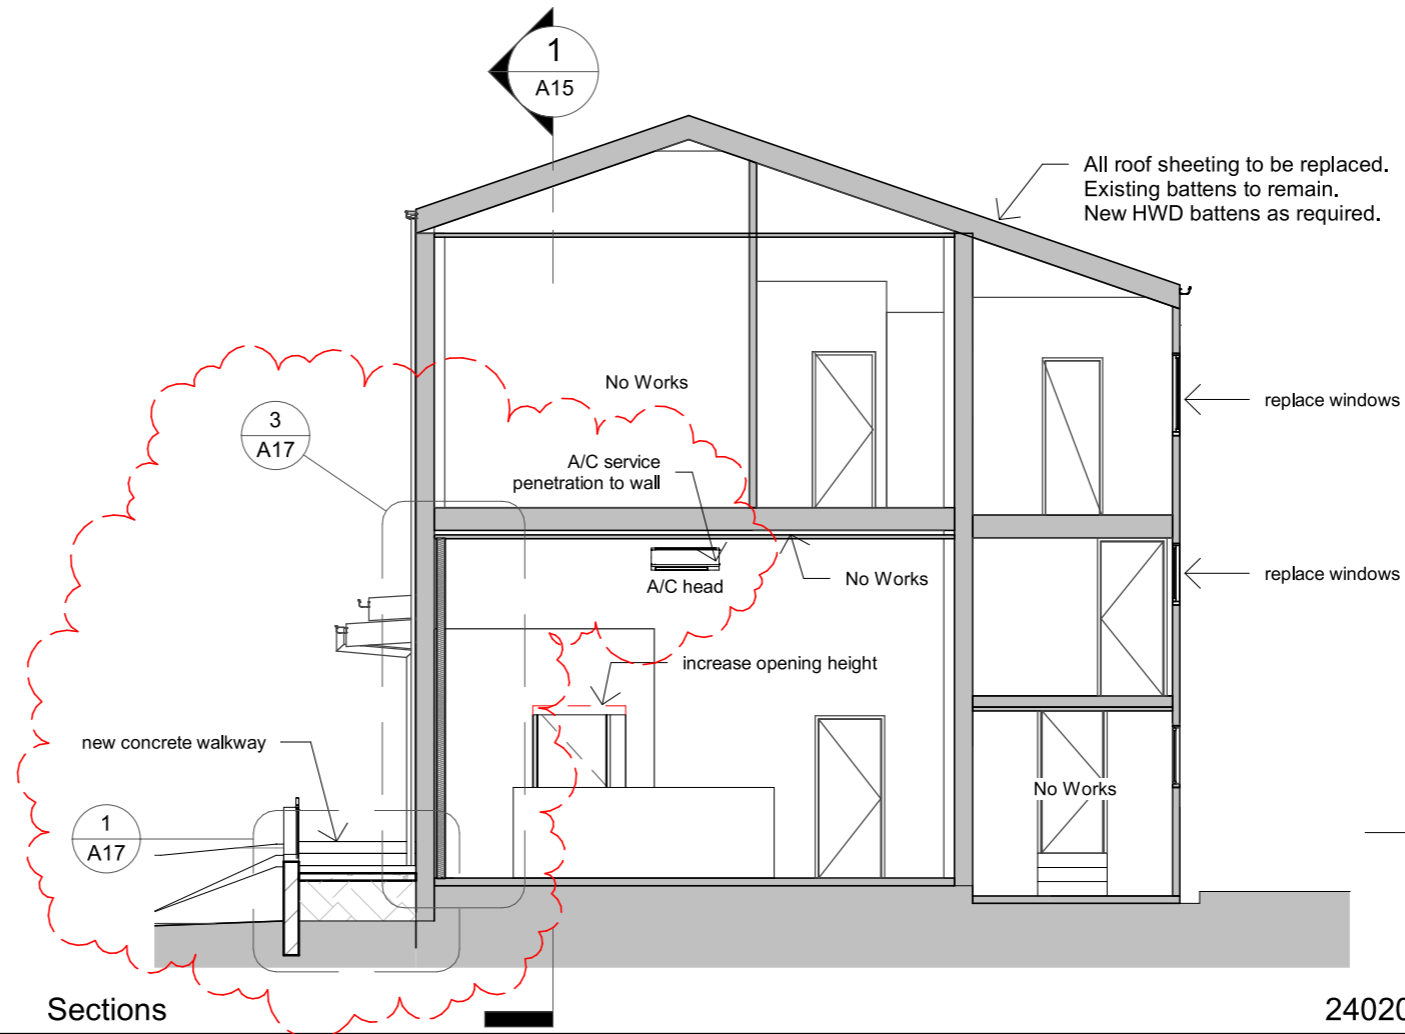 1
A15
All roof sheeting to be replaced.
Existing battens to remain.
New HWD battens as required.
No Works
replace windows
3
A17
A/C service
penetration to wall
A/C head
No Works
replace windows
increase opening height
new concrete walkway
No Works
1
A17
Sections
24020